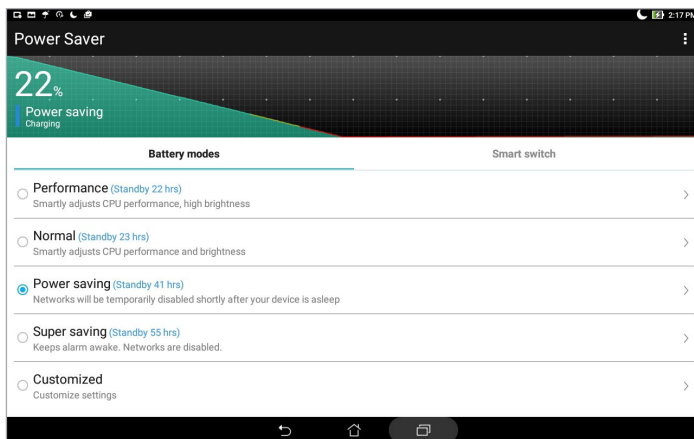 2:17 PM
Power Saver
22%
Power saving
Charging
Battery modes
Smart switch
Performance (Standby 22 hrs)
Smartly adjusts CPU performance, high brightness
Normal (Standby 23 hrs)
Smartly adjusts CPU performance and brightness
Power saving (Standby 41 hrs)
Networks will be temporarily disabled shortly after your device is asleep
Super saving (Standby 55 hrs)
Keeps alarm awake. Networks are disabled.
Customized
Customize settings